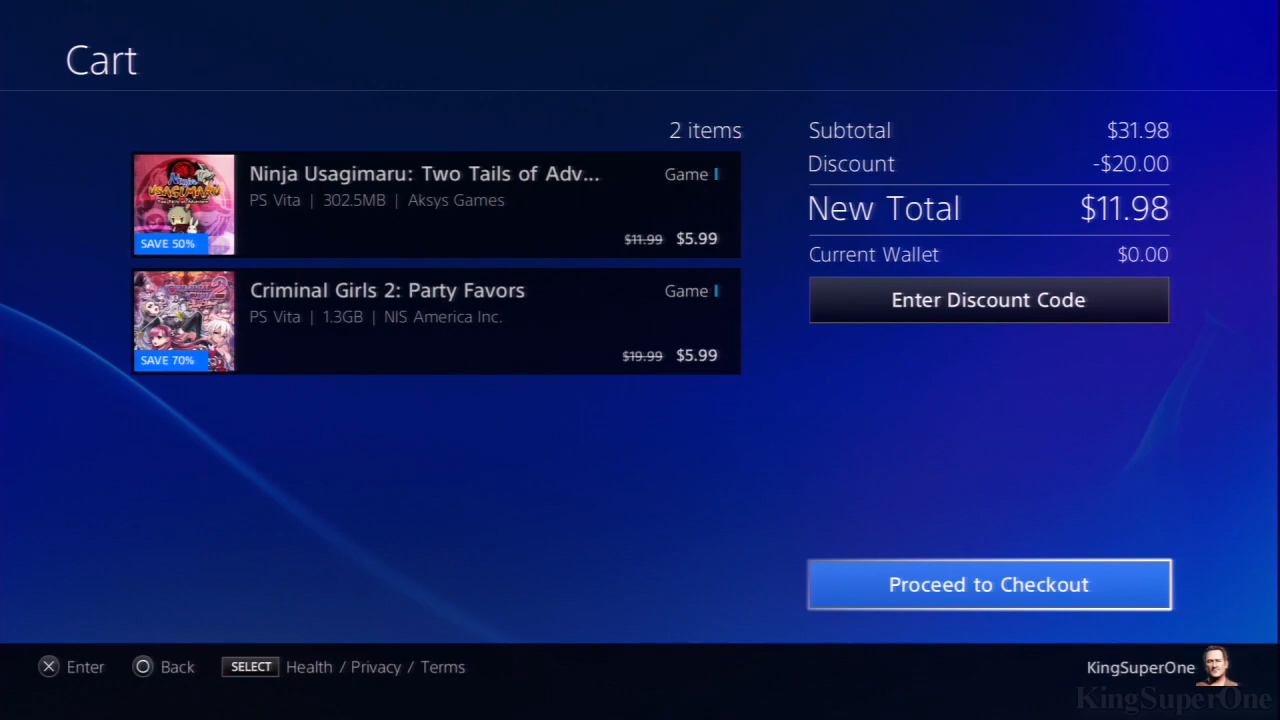 Cart
2 items
Ninja Usagimaru: Two Tails of Adv...
Game
PS Vita | 302.5MB | Aksys Games
SAVE 50%
$11.99 $5.99
Criminal Girls 2: Party Favors
Game
PS Vita | 1.3GB | NIS America Inc.
SAVE 70%
$19.99 $5.99
Subtotal $31.98
Discount -$20.00
New Total $11.98
Current Wallet $0.00
Enter Discount Code
Proceed to Checkout
Enter Back SELECT Health / Privacy / Terms
KingSuperOne
KingSuperOne